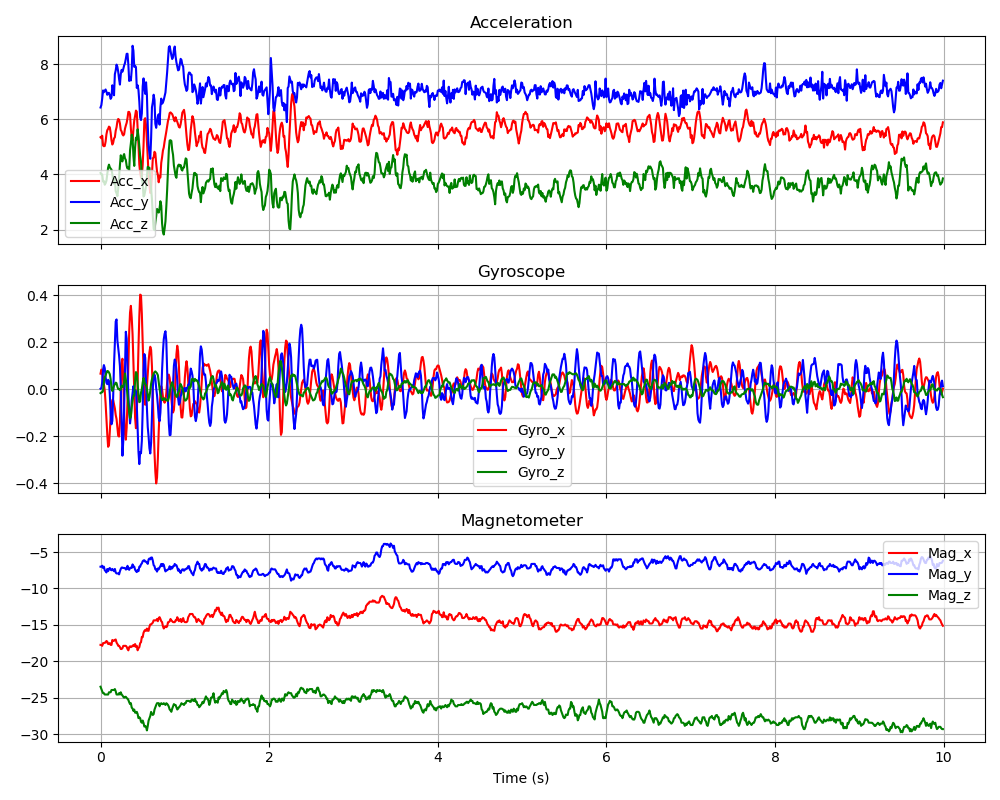 Acceleration
8
6
4
2
Acc_x
Acc_y
Acc_z
Gyroscope
0.4
0.2
0.0
−0.2
−0.4
Gyro_x
Gyro_y
Gyro_z
Magnetometer
−5
−10
−15
−20
−25
−30
Mag_x
Mag_y
Mag_z
0 2 4 6 8 10
Time (s)